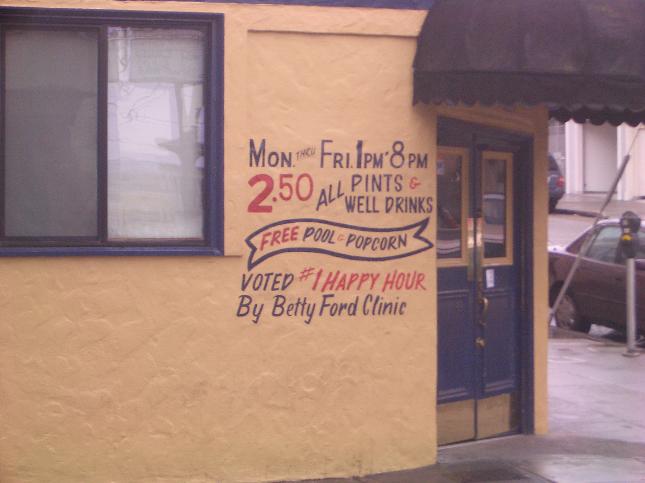 MON. THRU FRI. 1PM-8PM
2.50 ALL PINTS & WELL DRINKS
FREE POOL & POPCORN
VOTED #1 HAPPY HOUR
By Betty Ford Clinic